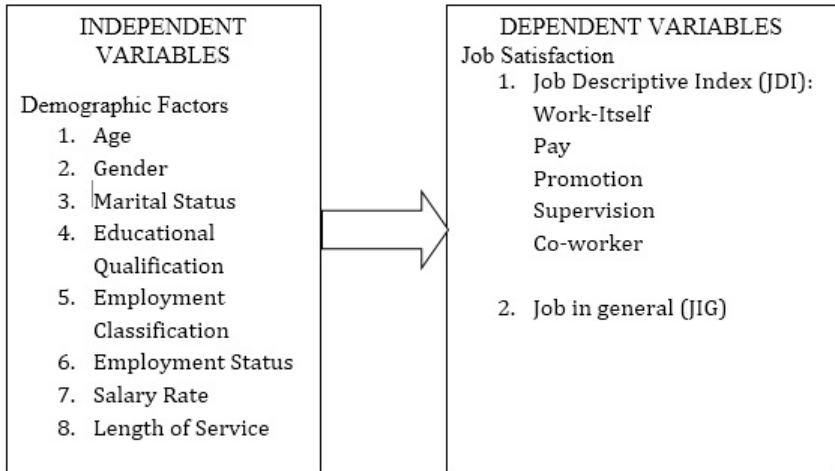 INDEPENDENT
VARIABLES
Demographic Factors
1. Age
2. Gender
3. Marital Status
4. Educational
Qualification
5. Employment
Classification
6. Employment Status
7. Salary Rate
8. Length of Service
DEPENDENT VARIABLES
Job Satisfaction
1. Job Descriptive Index (JDI):
Work-Itself
Pay
Promotion
Supervision
Co-worker
2. Job in general (JIG)